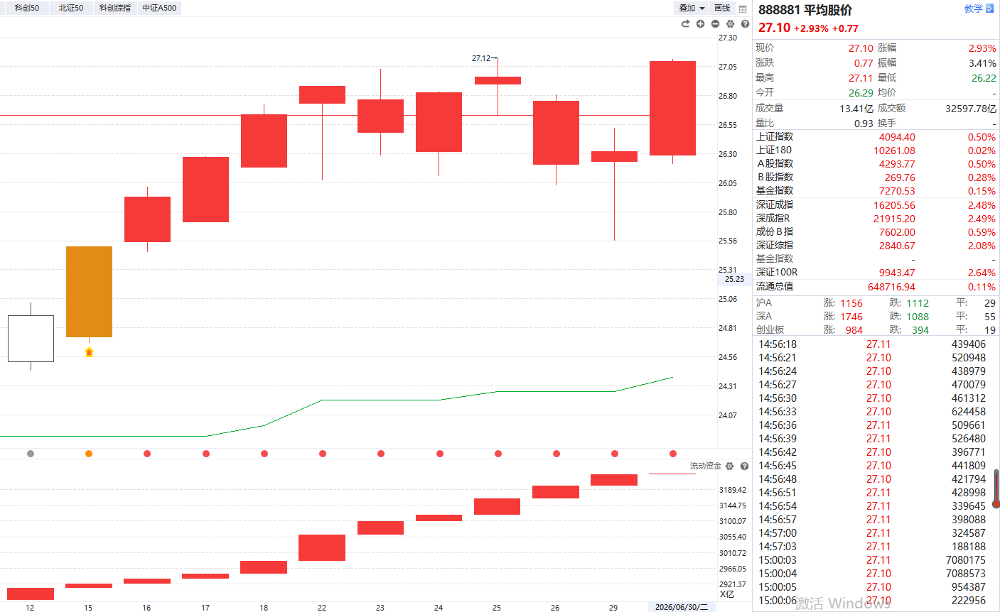 科创50 北证50 科创综指 中证A500 叠加 画线
27.12
27.30
27.05
26.80
26.55
26.30
26.05
25.80
25.56
25.31
25.23
25.06
24.81
24.56
24.31
24.07
B
流动资金
3189.42
3144.75
3100.07
3055.40
3010.72
2966.05
2921.37
X亿
12 15 16 17 18 22 23 24 25 26 29 2026/06/30/二
888881 平均股价 教学
27.10 +2.93% +0.77
现价 27.10 涨幅 2.93%
涨跌 0.77 振幅 3.41%
最高 27.11 最低 26.22
今开 26.29 均价 -
成交量 13.41亿 成交额 32597.78亿
量比 0.93 换手 -
上证指数 4094.40 0.50%
上证180 10261.08 0.02%
A股指数 4293.77 0.50%
B股指数 269.76 0.28%
基金指数 7270.53 0.15%
深证成指 16205.56 2.48%
深成指R 21915.20 2.49%
成份B指 7602.00 0.59%
深证综指 2840.67 2.08%
基金指数 - -
深证100R 9943.47 2.64%
流通总值 648716.94 0.11%
沪A 涨: 1156 跌: 1112 平: 29
深A 涨: 1746 跌: 1088 平: 55
创业板 涨: 984 跌: 394 平: 19
14:56:18 27.11 439406
14:56:21 27.10 520948
14:56:24 27.10 438979
14:56:27 27.10 470079
14:56:30 27.10 461312
14:56:33 27.10 624458
14:56:36 27.11 509661
14:56:39 27.11 526480
14:56:42 27.10 396771
14:56:45 27.10 441809
14:56:48 27.10 421794
14:56:51 27.11 428998
14:56:54 27.11 339645
14:56:57 27.11 398088
14:57:00 27.11 324587
14:57:03 27.11 188188
15:00:03 27.11 7080175
15:00:04 27.10 7088573
15:00:05 27.10 954387
15:00:06 27.10 222956
激活 Windows